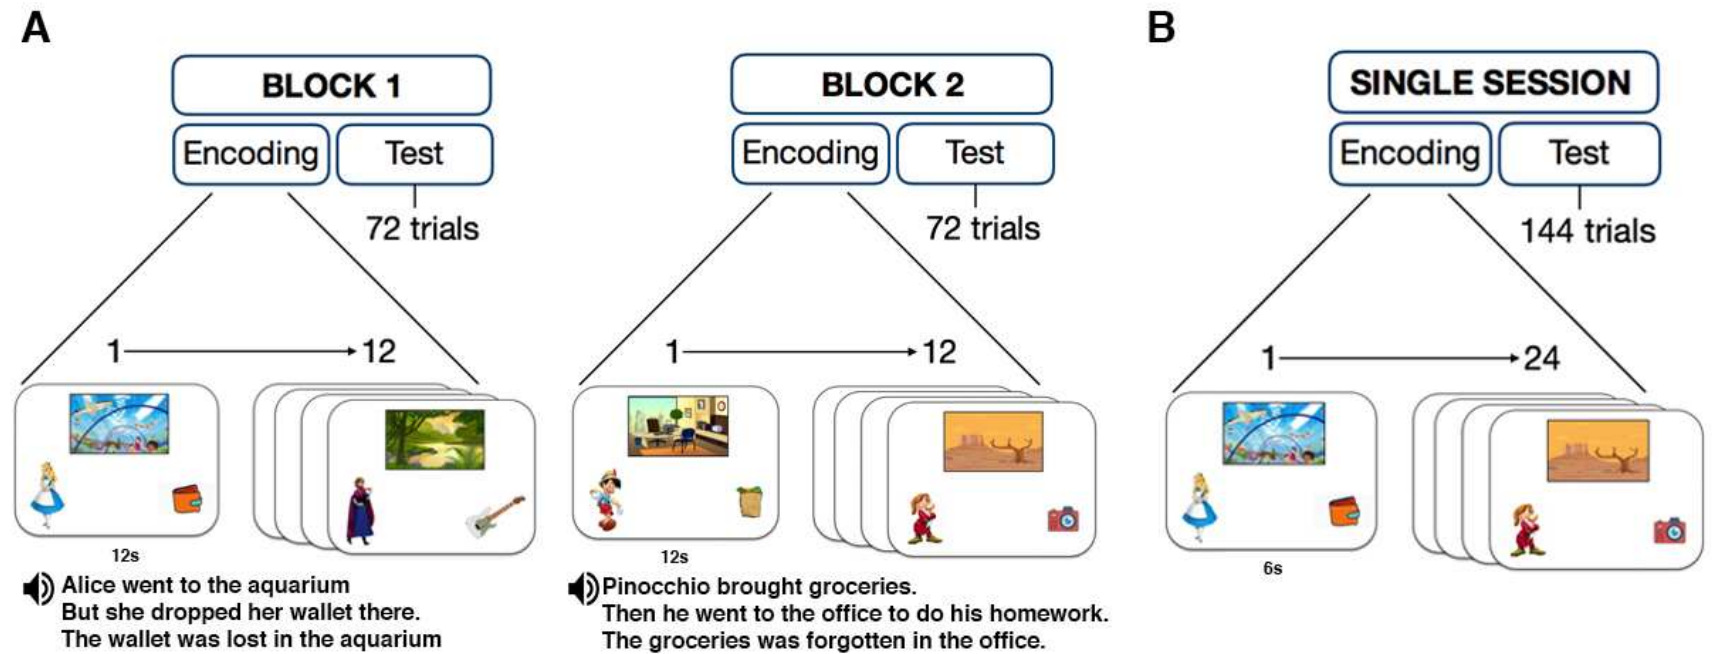 A
BLOCK 1
Encoding
Test
72 trials
1
12
12s
Alice went to the aquarium
But she dropped her wallet there.
The wallet was lost in the aquarium
BLOCK 2
Encoding
Test
72 trials
1
12
12s
Pinocchio brought groceries.
Then he went to the office to do his homework.
The groceries was forgotten in the office.
B
SINGLE SESSION
Encoding
Test
144 trials
1
24
6s